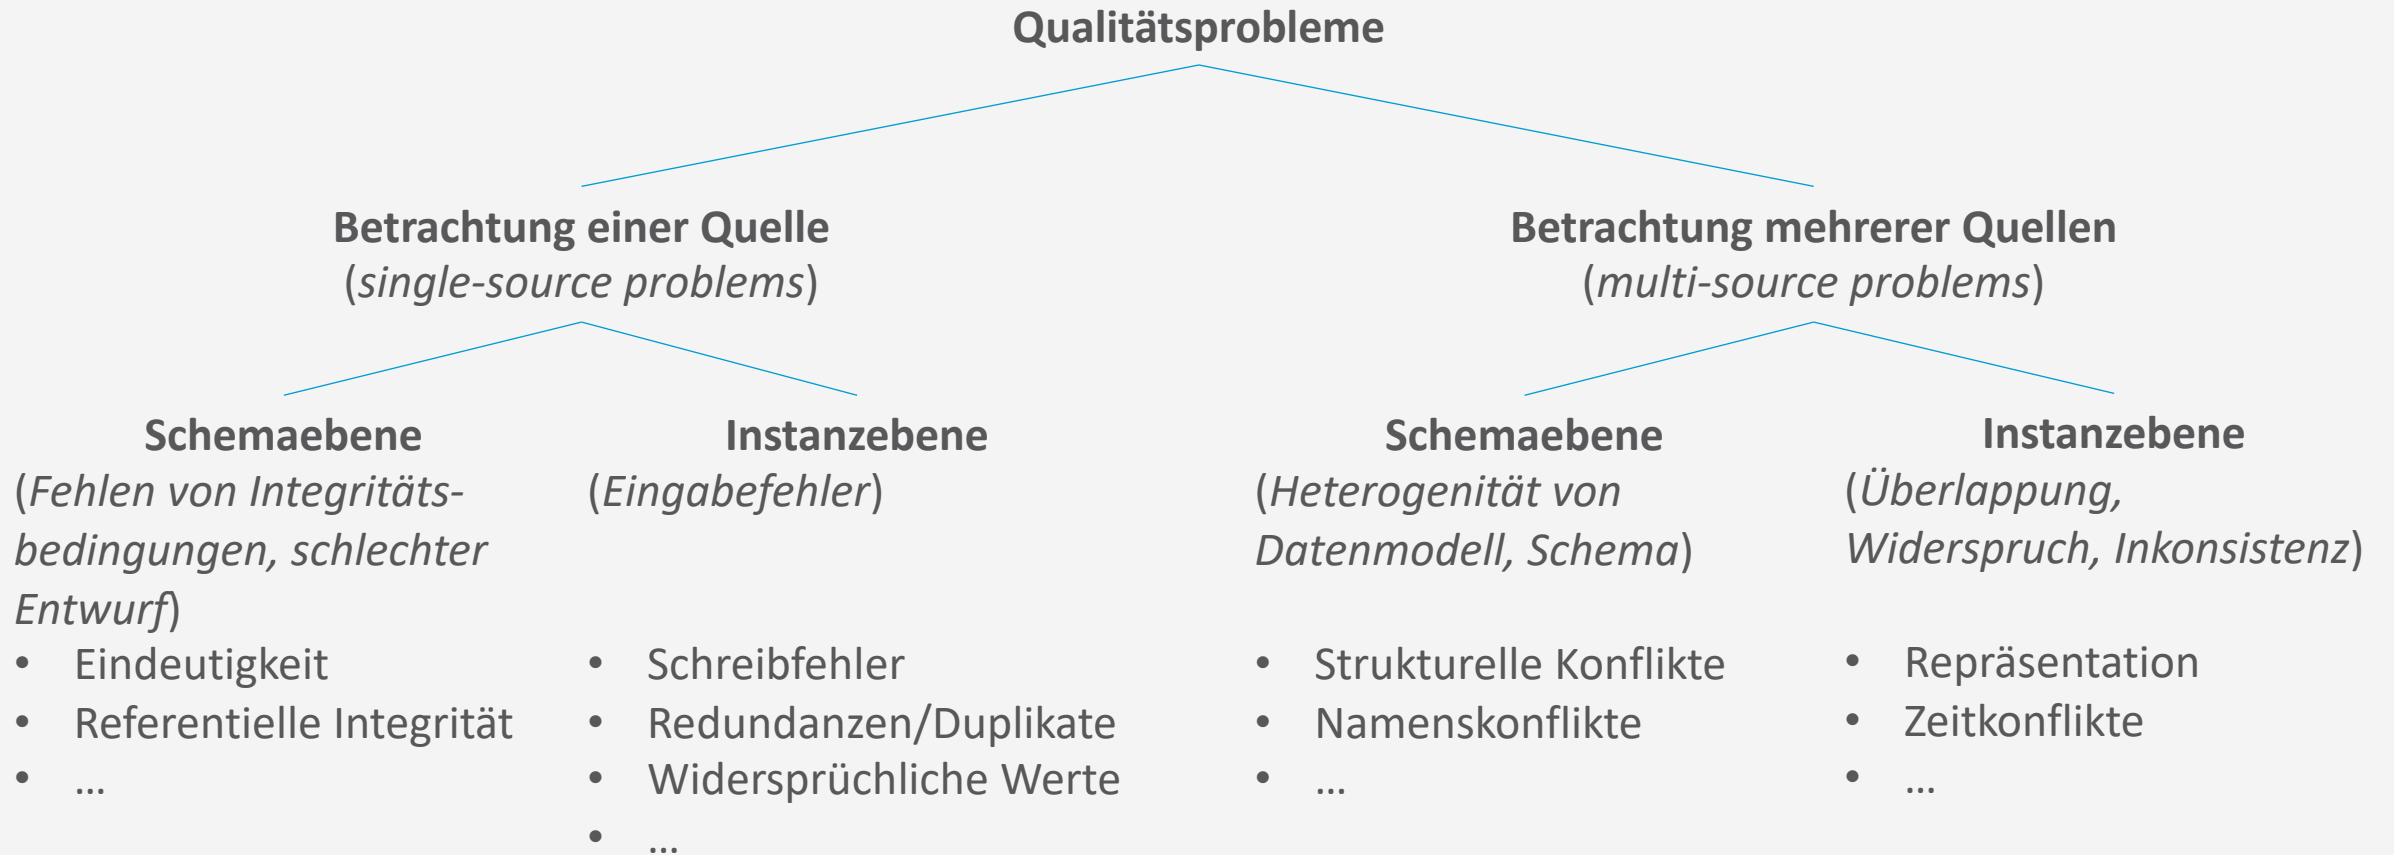 Qualitätsprobleme
Betrachtung einer Quelle
(single-source problems)
Betrachtung mehrerer Quellen
(multi-source problems)
Schemaebene
(Fehlen von Integritäts-
bedingungen, schlechter
Entwurf)
• Eindeutigkeit
• Referentielle Integrität
• …
Instanzebene
(Eingabefehler)
• Schreibfehler
• Redundanzen/Duplikate
• Widersprüchliche Werte
• …
Schemaebene
(Heterogenität von
Datenmodell, Schema)
• Strukturelle Konflikte
• Namenskonflikte
• …
Instanzebene
(Überlappung,
Widerspruch, Inkonsistenz)
• Repräsentation
• Zeitkonflikte
• …